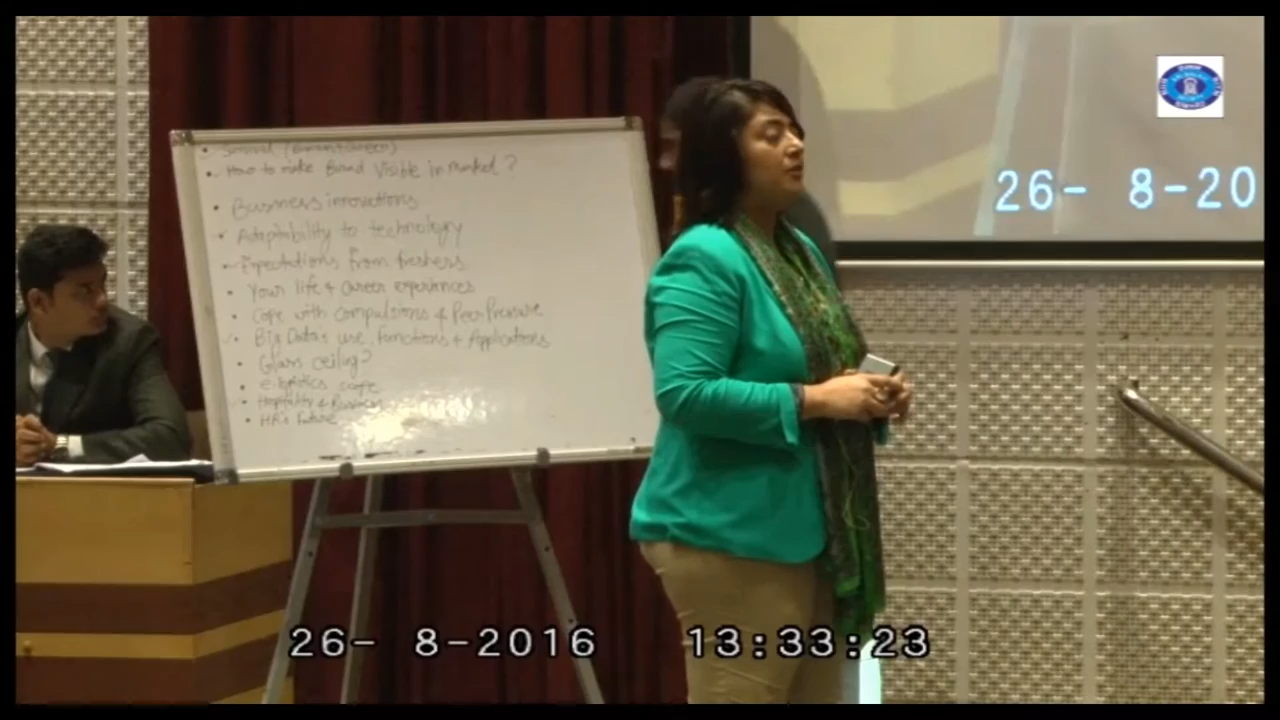 • How to make Brand Visible in Market ?
• Business innovations
• Adaptability to technology
• Expectations from freshers
• Your life & career experiences
• Cope with compulsions & Peer Pressure
• Big Data: use, functions & Applications
• Glass ceiling?
• scope
• Hospitality & Business
• HR's Future
26- 8-20
26- 8-2016 13:33:23